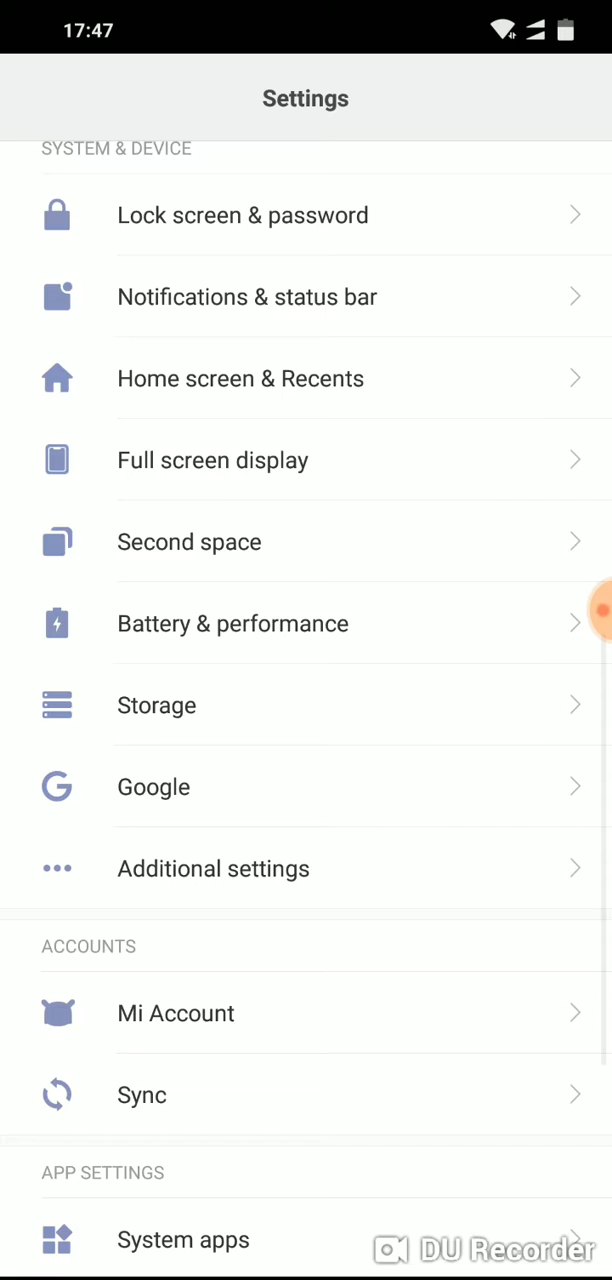 17:47
Settings
SYSTEM & DEVICE
Lock screen & password
Notifications & status bar
Home screen & Recents
Full screen display
Second space
Battery & performance
Storage
Google
Additional settings
ACCOUNTS
Mi Account
Sync
APP SETTINGS
System apps
DU Recorder